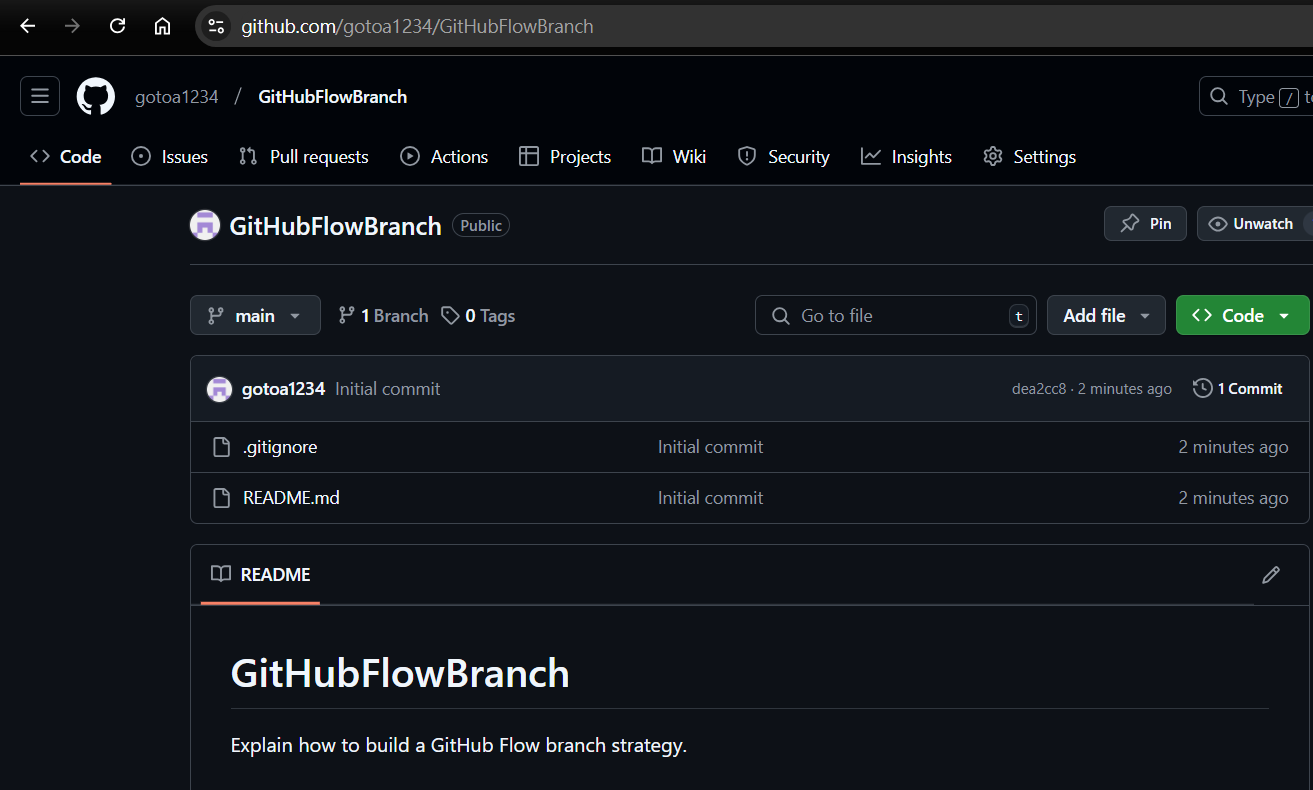 github.com/gotoa1234/GitHubFlowBranch
gotoa1234 / GitHubFlowBranch
Type / to
Code Issues Pull requests Actions Projects Wiki Security Insights Settings
GitHubFlowBranch Public Pin Unwatch
main 1 Branch 0 Tags Go to file t Add file Code
gotoa1234 Initial commit dea2cc8 · 2 minutes ago 1 Commit
.gitignore Initial commit 2 minutes ago
README.md Initial commit 2 minutes ago
README
GitHubFlowBranch
Explain how to build a GitHub Flow branch strategy.